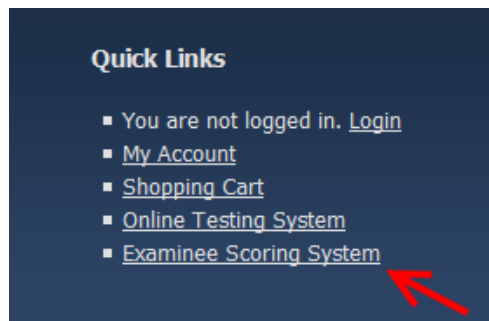 Quick Links
You are not logged in. Login
My Account
Shopping Cart
Online Testing System
Examinee Scoring System